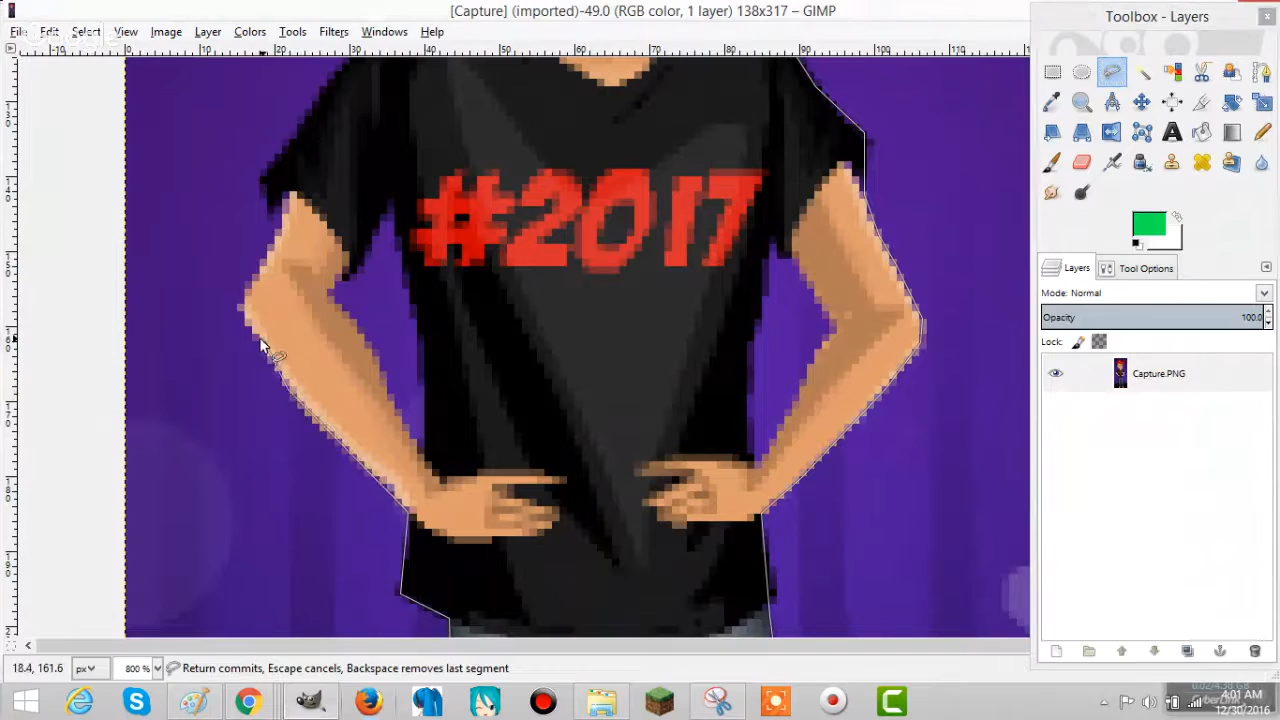 [Capture] (imported)-49.0 (RGB color, 1 layer) 138x317 – GIMP
Toolbox - Layers
File Edit Select View Image Layer Colors Tools Filters Windows Help
#2017
Layers Tool Options
Mode: Normal
Opacity 100.0
Lock:
Capture.PNG
18.4, 161.6 px 800 % Return commits, Escape cancels, Backspace removes last segment
4:01 AM
12/30/2016